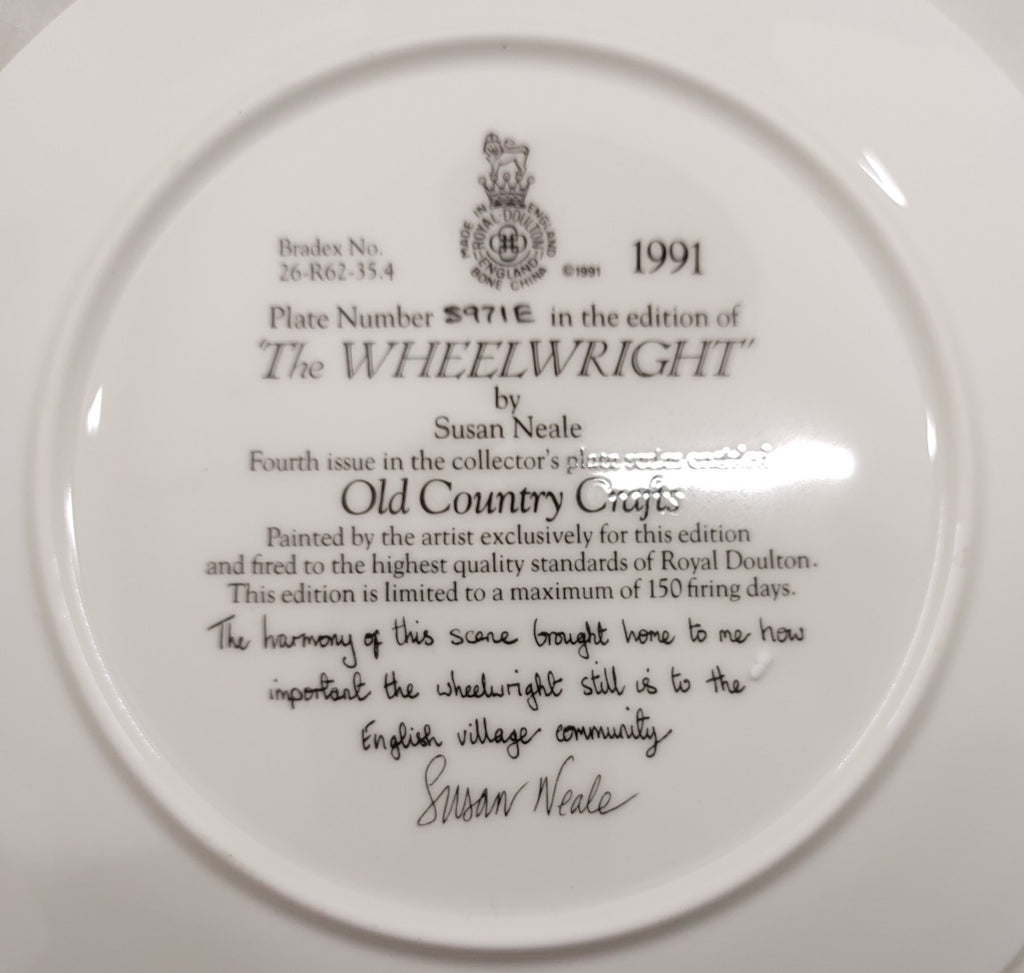 MADE IN ENGLAND
ROYAL DOULTON
ENGLAND
BONE CHINA
©1991
Bradex No.
26-R62-35.4
1991
Plate Number 5971E in the edition of
"The WHEELWRIGHT"
by
Susan Neale
Fourth issue in the collector's plate series
Old Country Crafts
Painted by the artist exclusively for this edition
and fired to the highest quality standards of Royal Doulton.
This edition is limited to a maximum of 150 firing days.
The harmony of this scene brought home to me how
important the wheelwright still is to the
English village community
Susan Neale